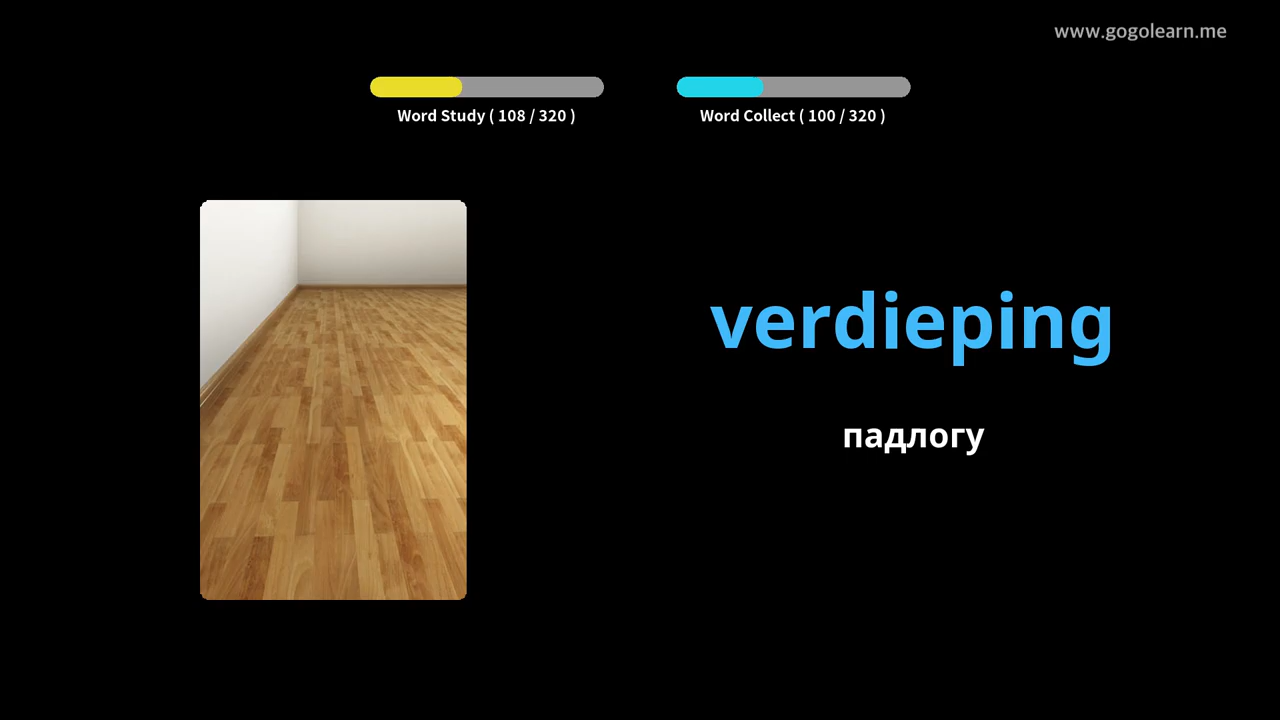 www.gogolearn.me
Word Study ( 108 / 320 )
Word Collect ( 100 / 320 )
verdieping
падлогу